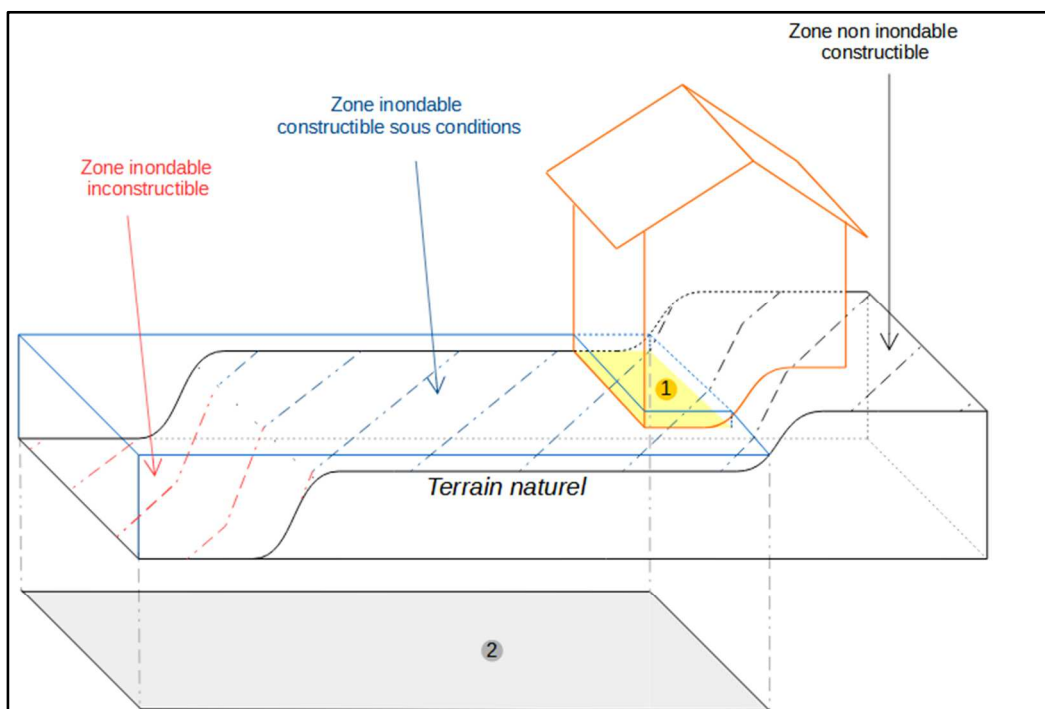 Zone non inondable
constructible
Zone inondable
constructible sous conditions
Zone inondable
inconstructible
1
Terrain naturel
2